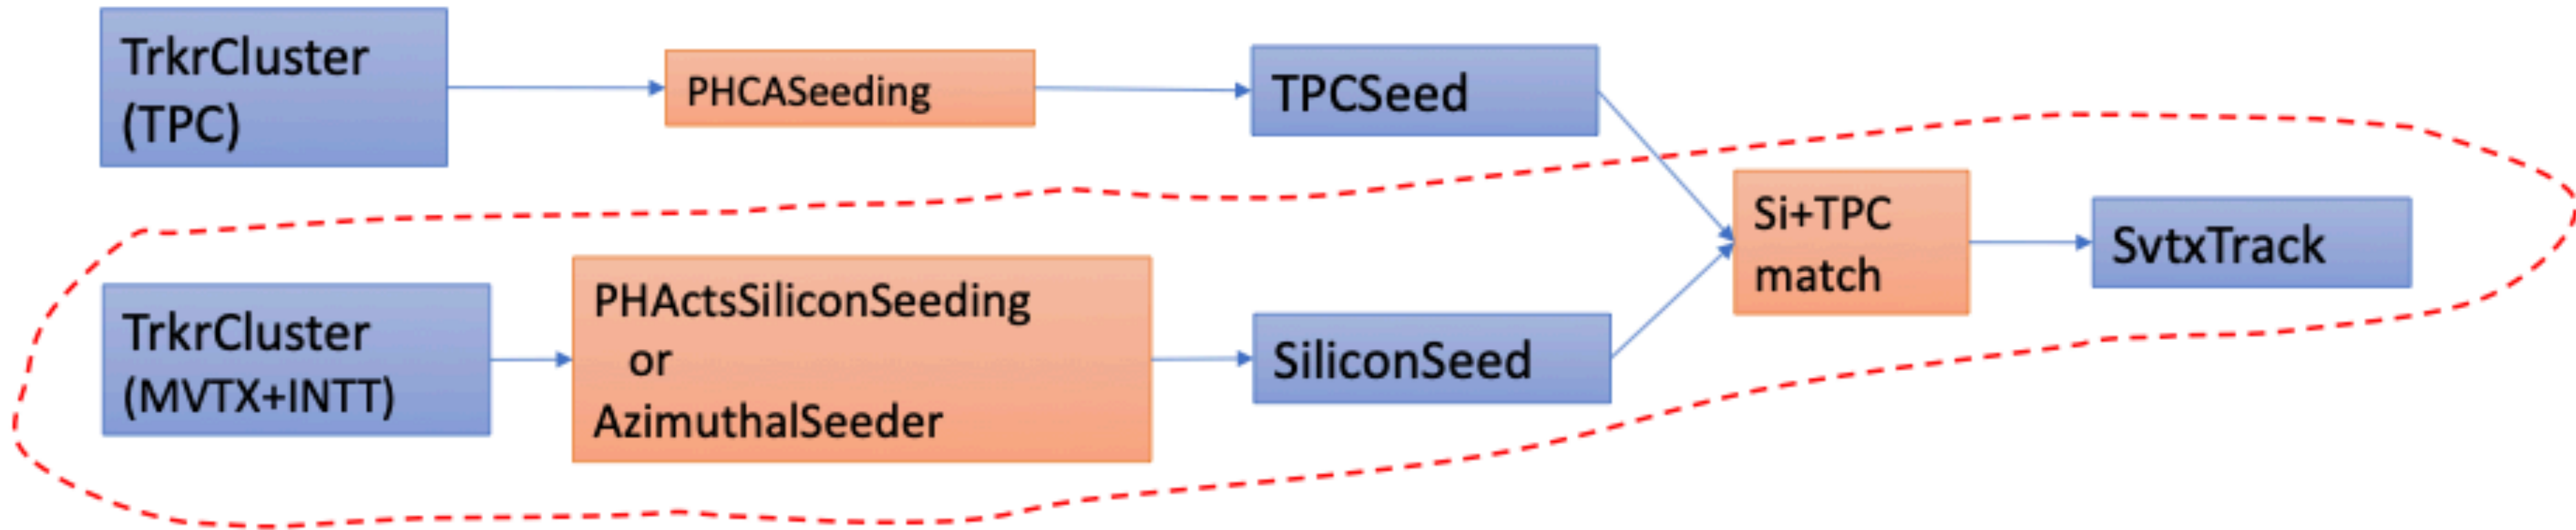 TrkrCluster
(TPC)
PHCASeeding
TPCSeed
Si+TPC
match
SvtxTrack
TrkrCluster
(MVTX+INTT)
PHActsSiliconSeeding
or
AzimuthalSeeder
SiliconSeed